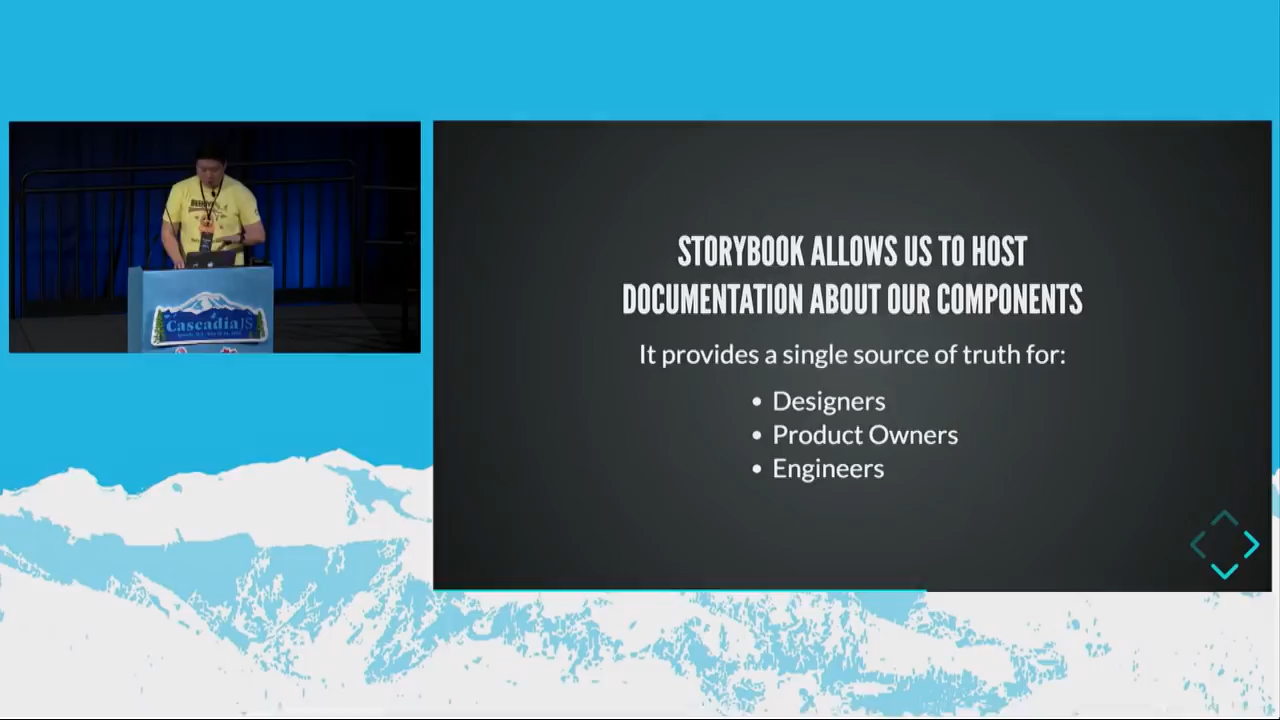 CascadiaJS
STORYBOOK ALLOWS US TO HOST
DOCUMENTATION ABOUT OUR COMPONENTS
It provides a single source of truth for:
• Designers
• Product Owners
• Engineers